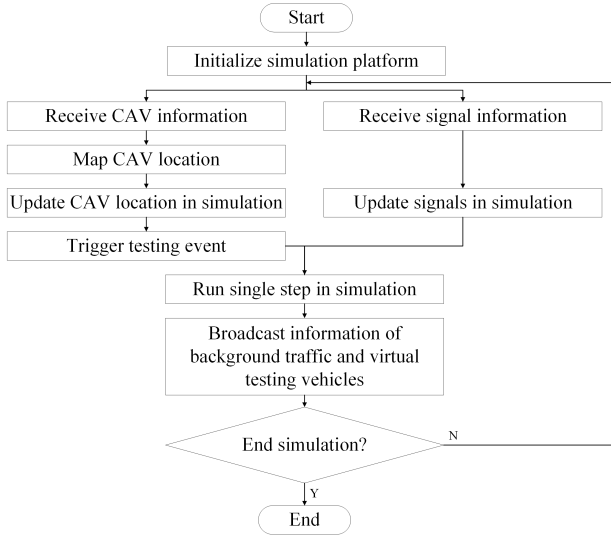 Start
Initialize simulation platform
Receive CAV information
Receive signal information
Map CAV location
Update CAV location in simulation
Update signals in simulation
Trigger testing event
Run single step in simulation
Broadcast information of
background traffic and virtual
testing vehicles
End simulation?
N
Y
End